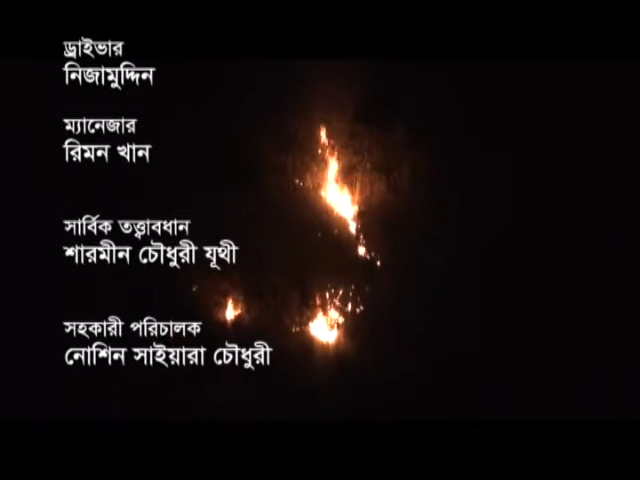 ড্রাইভার
নিজামুদ্দিন
ম্যানেজার
রিমন খান
সার্বিক তত্ত্বাবধান
শারমীন চৌধুরী যূথী
সহকারী পরিচালক
নোশিন সাইয়ারা চৌধুরী